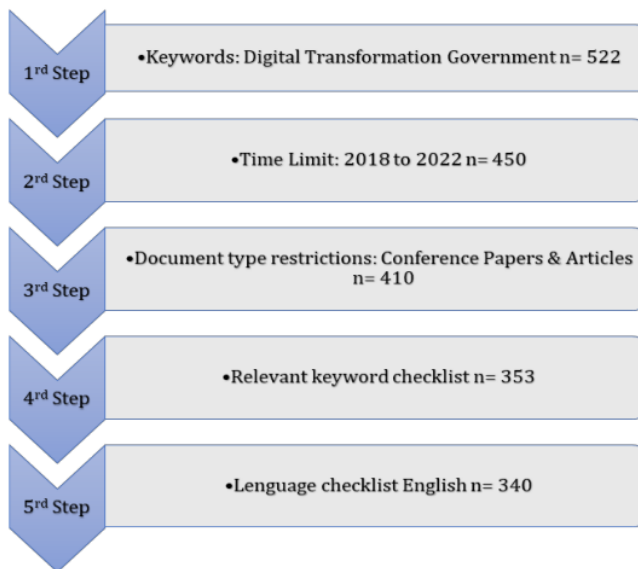 1rd Step
•Keywords: Digital Transformation Government n= 522
2rd Step
•Time Limit: 2018 to 2022 n= 450
3rd Step
•Document type restrictions: Conference Papers & Articles
n= 410
4rd Step
•Relevant keyword checklist n= 353
5rd Step
•Lenguage checklist English n= 340